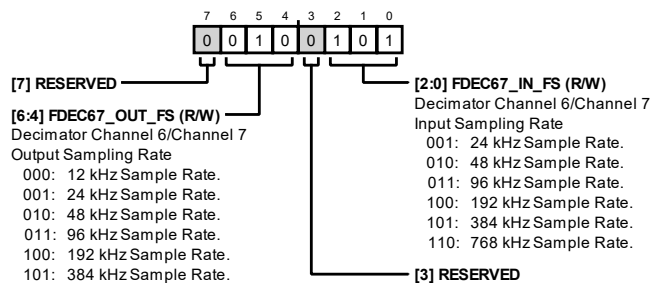 7 6 5 4 3 2 1 0
0 0 1 0 0 1 0 1
[7] RESERVED
[6:4] FDEC67_OUT_FS (R/W)
Decimator Channel 6/Channel 7
Output Sampling Rate
000: 12 kHz Sample Rate.
001: 24 kHz Sample Rate.
010: 48 kHz Sample Rate.
011: 96 kHz Sample Rate.
100: 192 kHz Sample Rate.
101: 384 kHz Sample Rate.
[2:0] FDEC67_IN_FS (R/W)
Decimator Channel 6/Channel 7
Input Sampling Rate
001: 24 kHz Sample Rate.
010: 48 kHz Sample Rate.
011: 96 kHz Sample Rate.
100: 192 kHz Sample Rate.
101: 384 kHz Sample Rate.
110: 768 kHz Sample Rate.
[3] RESERVED